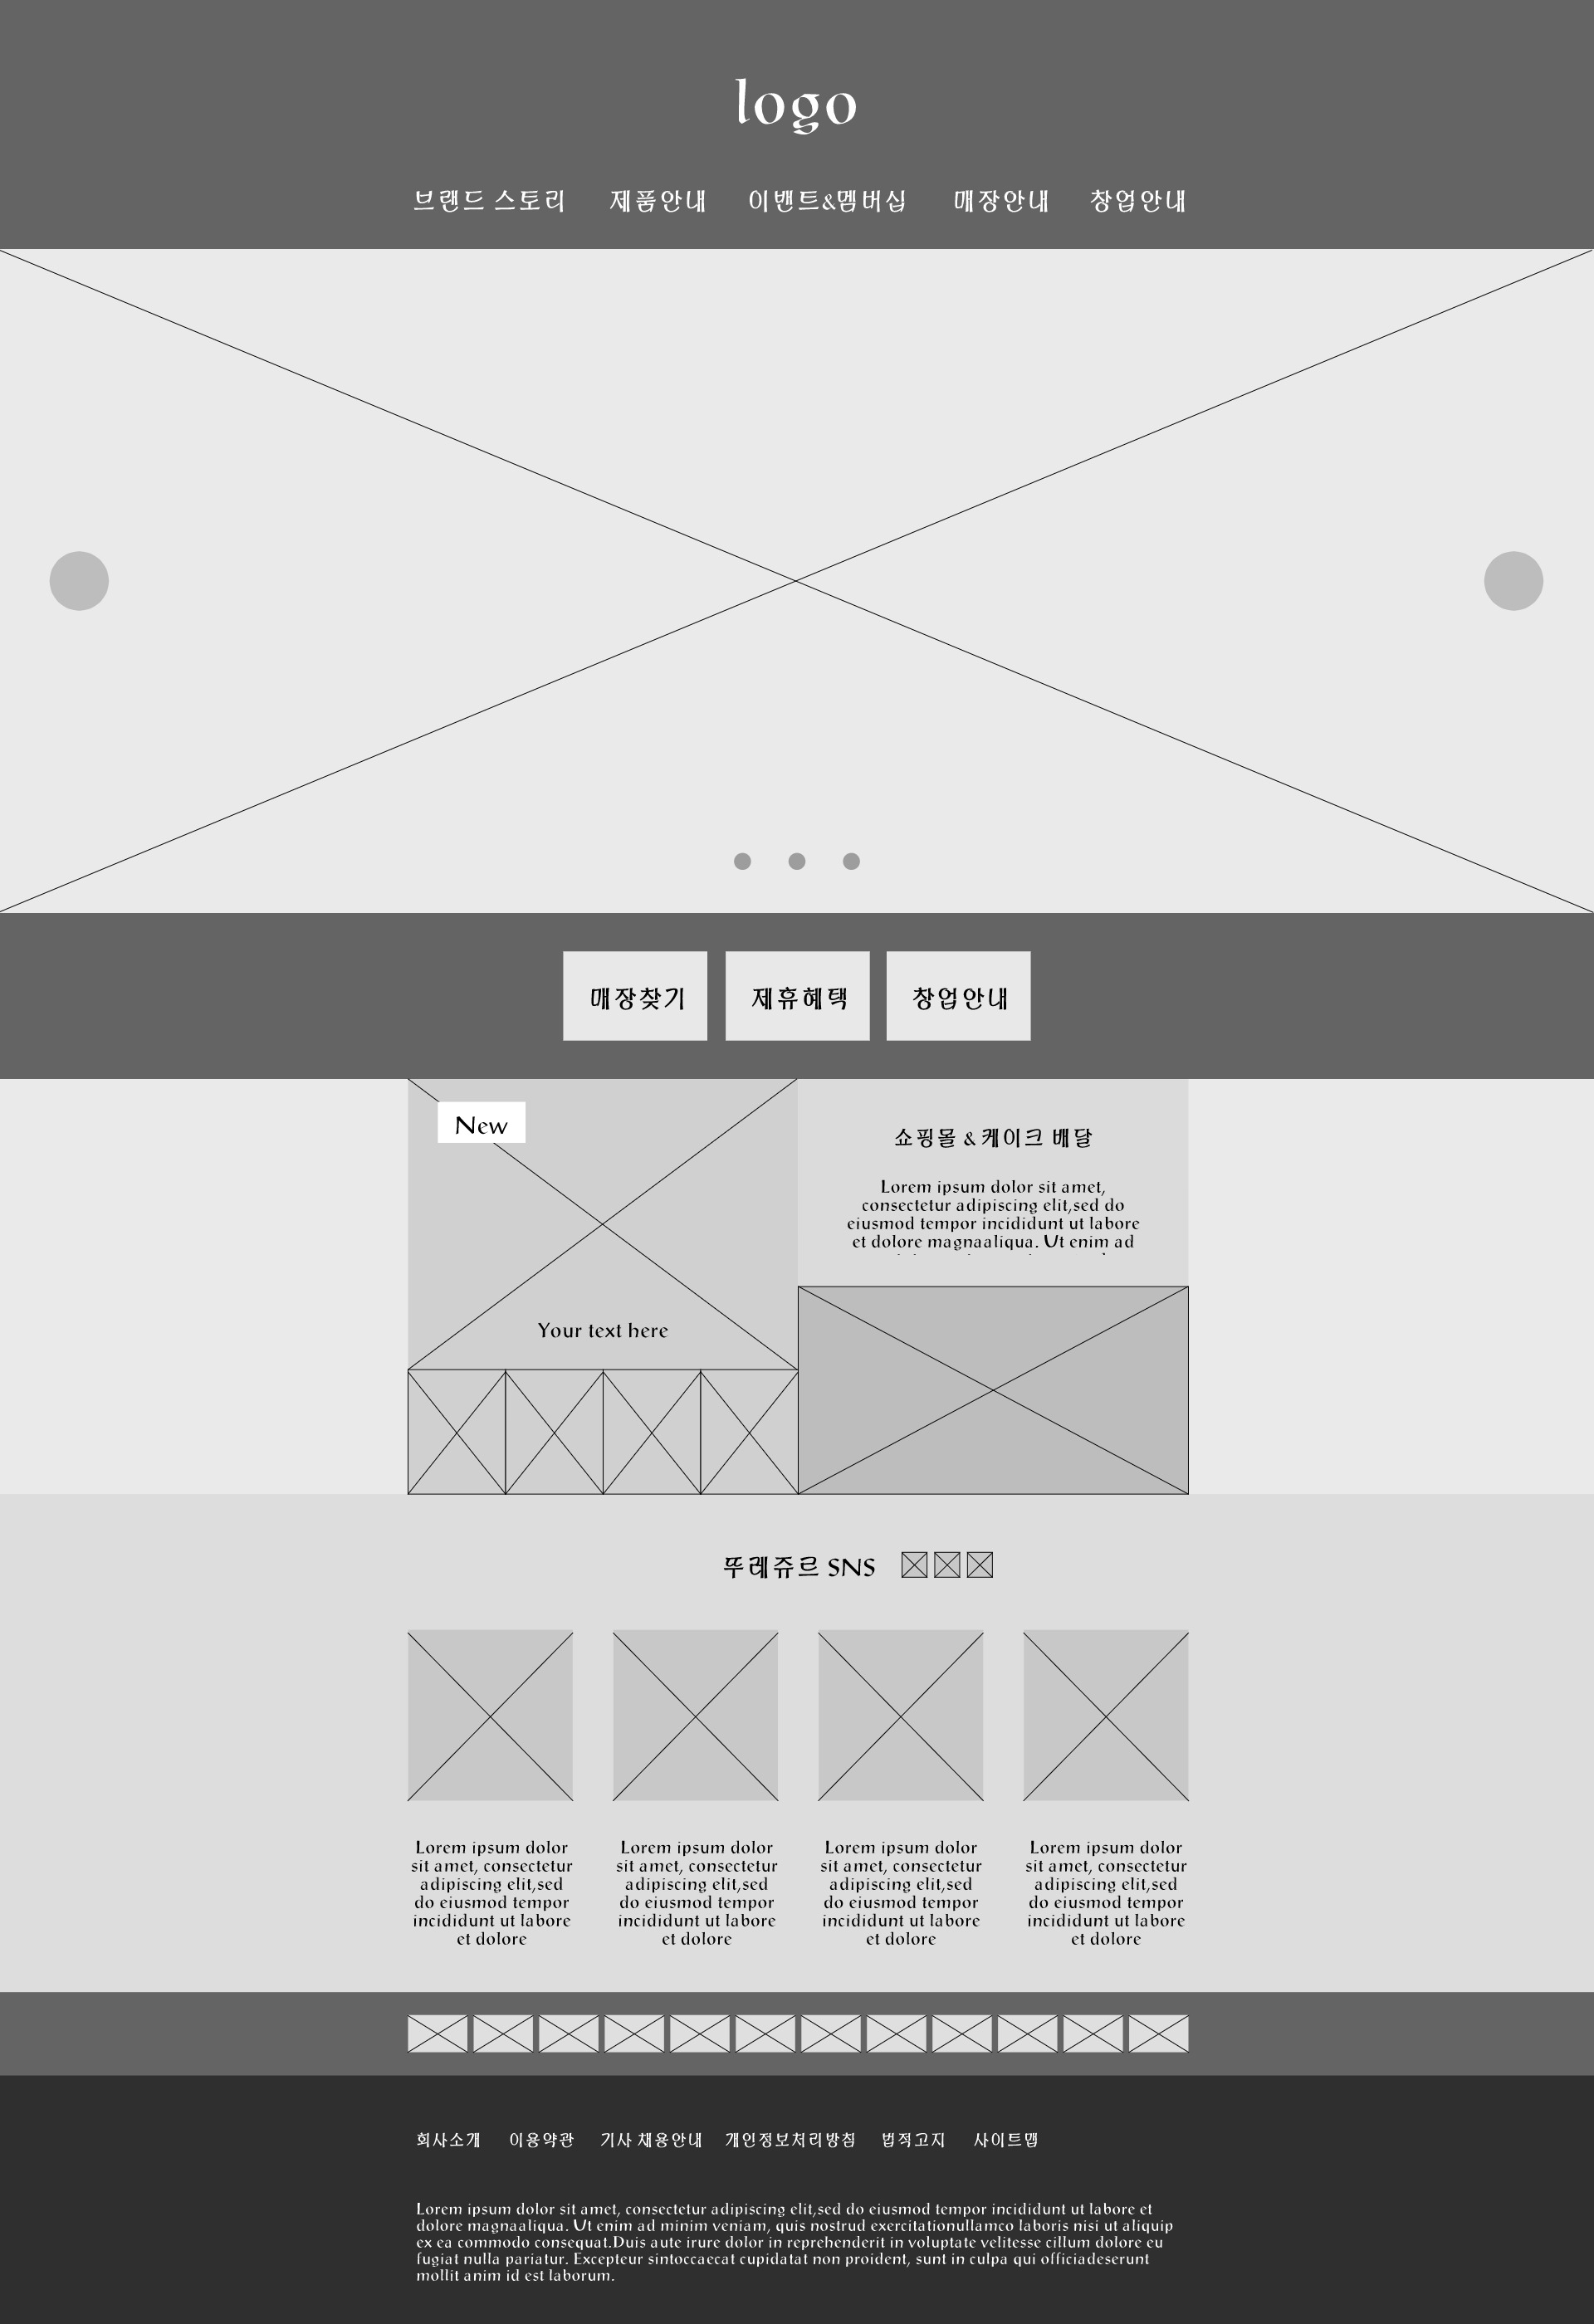 logo
브랜드 스토리 제품안내 이벤트&멤버십 매장안내 창업안내
매장찾기 제휴혜택 창업안내
New
Your text here
쇼핑몰 & 케이크 배달
Lorem ipsum dolor sit amet,
consectetur adipiscing elit,sed do
eiusmod tempor incididunt ut labore
et dolore magnaaliqua. Ut enim ad
뚜레쥬르 SNS
Lorem ipsum dolor
sit amet, consectetur
adipiscing elit,sed
do eiusmod tempor
incididunt ut labore
et dolore
Lorem ipsum dolor
sit amet, consectetur
adipiscing elit,sed
do eiusmod tempor
incididunt ut labore
et dolore
Lorem ipsum dolor
sit amet, consectetur
adipiscing elit,sed
do eiusmod tempor
incididunt ut labore
et dolore
Lorem ipsum dolor
sit amet, consectetur
adipiscing elit,sed
do eiusmod tempor
incididunt ut labore
et dolore
회사소개 이용약관 기사 채용안내 개인정보처리방침 법적고지 사이트맵
Lorem ipsum dolor sit amet, consectetur adipiscing elit,sed do eiusmod tempor incididunt ut labore et
dolore magnaaliqua. Ut enim ad minim veniam, quis nostrud exercitationullamco laboris nisi ut aliquip
ex ea commodo consequat.Duis aute irure dolor in reprehenderit in voluptate velitesse cillum dolore eu
fugiat nulla pariatur. Excepteur sintoccaecat cupidatat non proident, sunt in culpa qui officiadeserunt
mollit anim id est laborum.